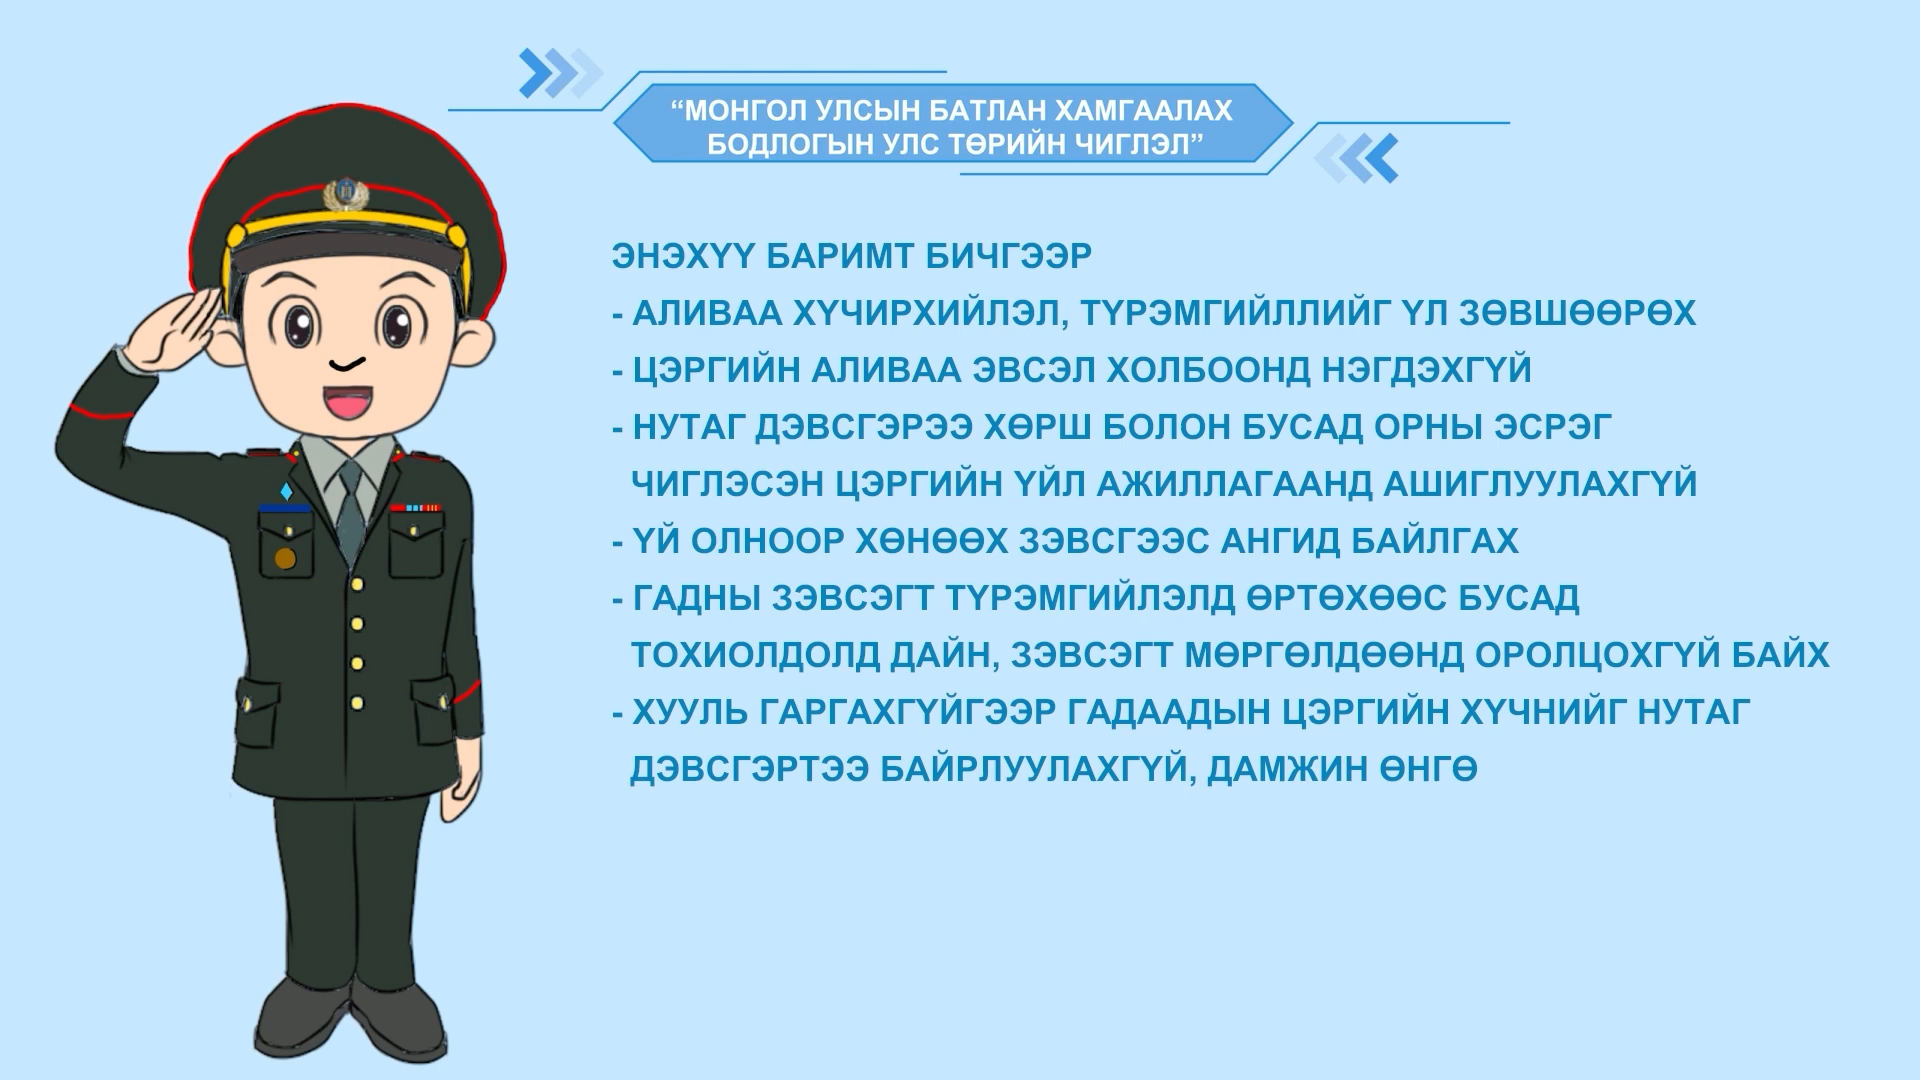 “МОНГОЛ УЛСЫН БАТЛАН ХАМГААЛАХ
БОДЛОГЫН УЛС ТӨРИЙН ЧИГЛЭЛ”
ЭНЭХҮҮ БАРИМТ БИЧГЭЭР
- АЛИВАА ХҮЧИРХИЙЛЭЛ, ТҮРЭМГИЙЛЛИЙГ ҮЛ ЗӨВШӨӨРӨХ
- ЦЭРГИЙН АЛИВАА ЭВСЭЛ ХОЛБООНД НЭГДЭХГҮЙ
- НУТАГ ДЭВСГЭРЭЭ ХӨРШ БОЛОН БУСАД ОРНЫ ЭСРЭГ
ЧИГЛЭСЭН ЦЭРГИЙН ҮЙЛ АЖИЛЛАГААНД АШИГЛУУЛАХГҮЙ
- ҮЙ ОЛНООР ХӨНӨӨХ ЗЭВСГЭЭС АНГИД БАЙЛГАХ
- ГАДНЫ ЗЭВСЭГТ ТҮРЭМГИЙЛЭЛД ӨРТӨХӨӨС БУСАД
ТОХИОЛДОЛД ДАЙН, ЗЭВСЭГТ МӨРГӨЛДӨӨНД ОРОЛЦОХГҮЙ БАЙХ
- ХУУЛЬ ГАРГАХГҮЙГЭЭР ГАДААДЫН ЦЭРГИЙН ХҮЧНИЙГ НУТАГ
ДЭВСГЭРТЭЭ БАЙРЛУУЛАХГҮЙ, ДАМЖИН ӨНГӨ